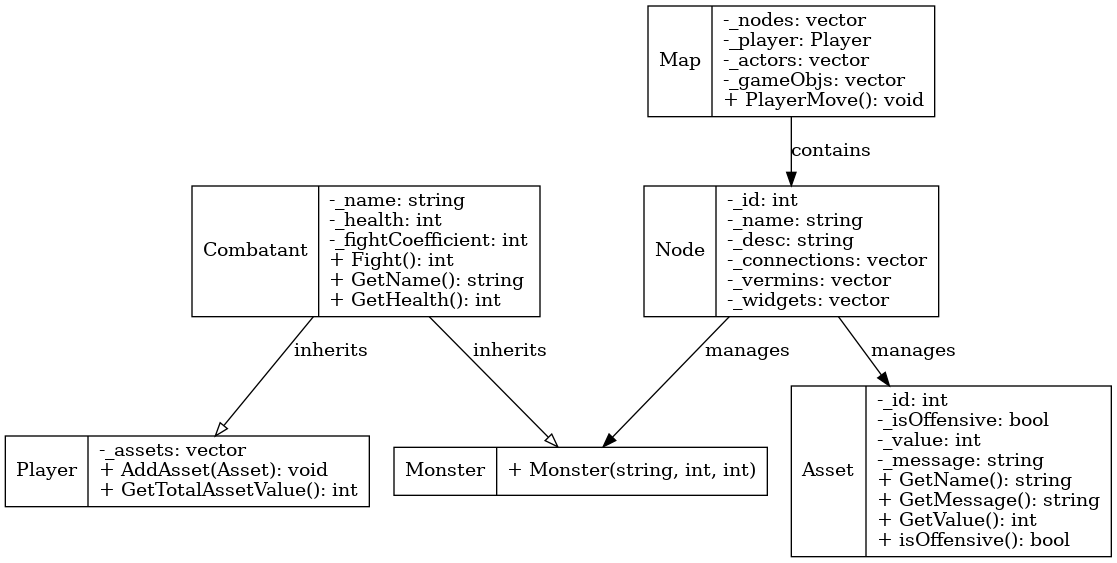 Map
-_nodes: vector
-_player: Player
-_actors: vector
-_gameObjs: vector
+ PlayerMove(): void
contains
Combatant
-_name: string
-_health: int
-_fightCoefficient: int
+ Fight(): int
+ GetName(): string
+ GetHealth(): int
Node
-_id: int
-_name: string
-_desc: string
-_connections: vector
-_vermins: vector
-_widgets: vector
inherits
inherits
manages
manages
Player
-_assets: vector
+ AddAsset(Asset): void
+ GetTotalAssetValue(): int
Monster
+ Monster(string, int, int)
Asset
-_id: int
-_isOffensive: bool
-_value: int
-_message: string
+ GetName(): string
+ GetMessage(): string
+ GetValue(): int
+ isOffensive(): bool